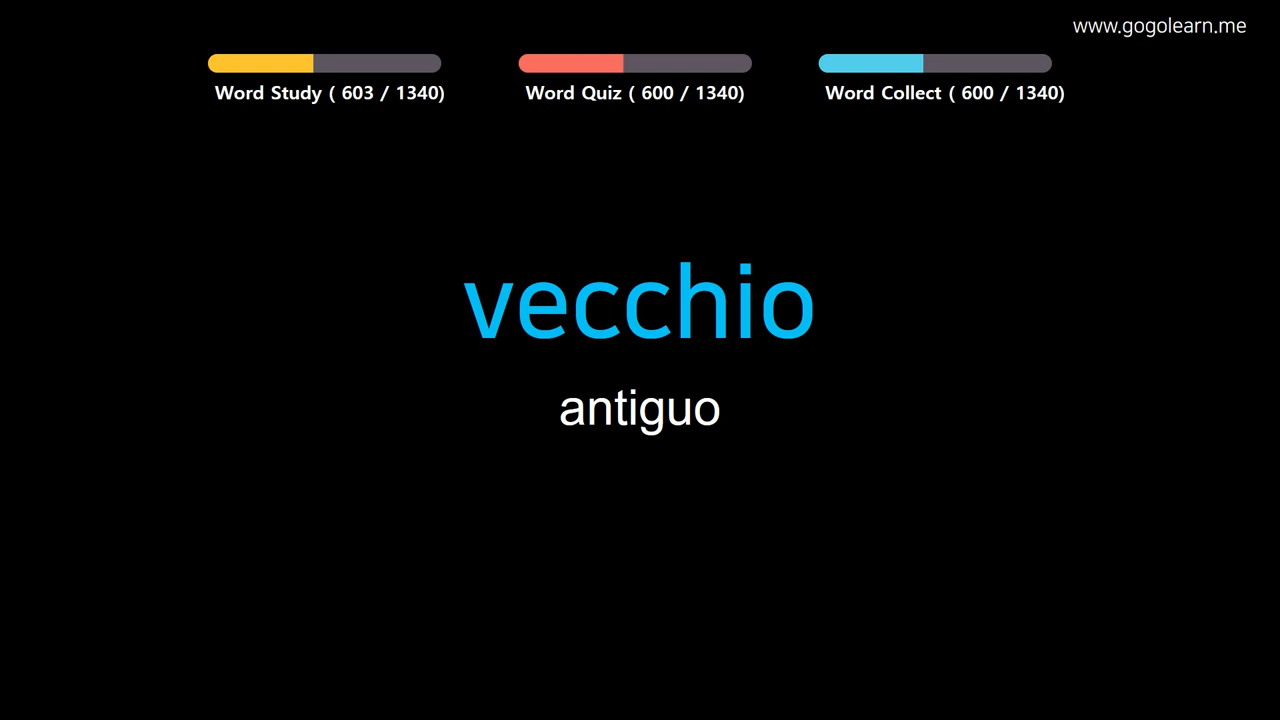 www.gogolearn.me
Word Study ( 603 / 1340)
Word Quiz ( 600 / 1340)
Word Collect ( 600 / 1340)
vecchio
antiguo